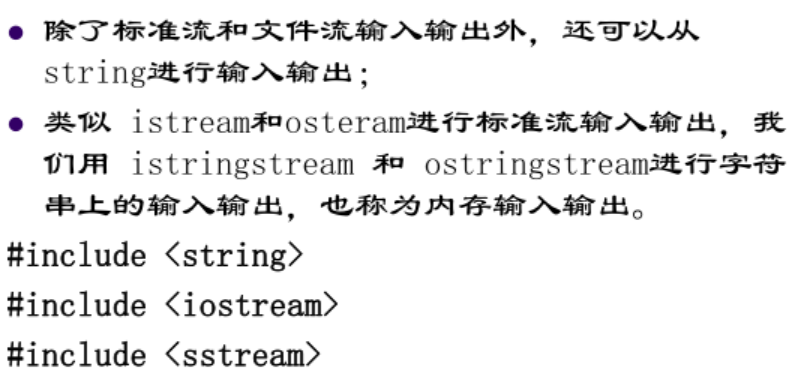 ● 除了标准流和文件流输入输出外，还可以从
string进行输入输出；
● 类似 istream和osteram进行标准流输入输出，我
们用 istringstream 和 ostringstream进行字符
串上的输入输出，也称为内存输入输出。
#include <string>
#include <iostream>
#include <sstream>